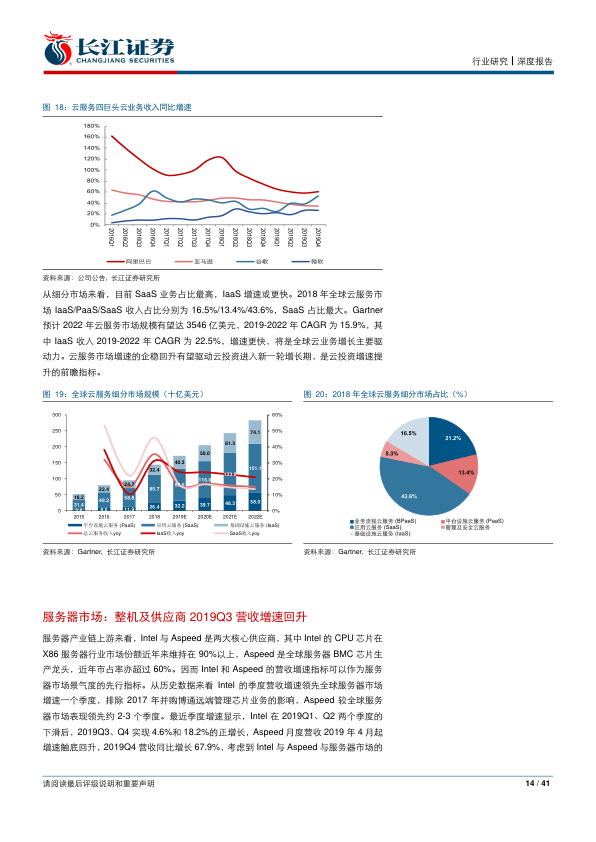 长江证券
CHANGJIANG SECURITIES
行业研究┃深度报告
图 18：云服务四巨头云业务收入同比增速
180%
160%
140%
120%
100%
80%
60%
40%
20%
0%
2016Q1 2016Q2 2016Q3 2016Q4 2017Q1 2017Q2 2017Q3 2017Q4 2018Q1 2018Q2 2018Q3 2018Q4 2019Q1 2019Q2 2019Q3 2019Q4
阿里巴巴 亚马逊 谷歌 微软
资料来源：公司公告, 长江证券研究所
从细分市场来看，目前 SaaS 业务占比最高，IaaS 增速或更快。2018 年全球云服务市
场 IaaS/PaaS/SaaS 收入占比分别为 16.5%/13.4%/43.6%，SaaS 占比最大。Gartner
预计 2022 年云服务市场规模有望达 3546 亿美元，2019-2022 年 CAGR 为 15.9%，其
中 IaaS 收入 2019-2022 年 CAGR 为 22.5%，增速更快，将是全球云业务增长主要驱
动力。云服务市场增速的企稳回升有望驱动云投资进入新一轮增长期，是云投资增速提
升的前瞻指标。
图 19：全球云服务细分市场规模（十亿美元）
300
250
200
150
100
50
0
60%
50%
40%
30%
20%
10%
0%
16.2 22.4 24.7 32.4 40.3 50.0 61.3 74.1
31.4 48.2 58.8 85.7 116.0 151.1
26.4 32.2 39.7 48.3 58.0
2015 2016 2017 2018 2019E 2020E 2021E 2022E
平台设施云服务 (PaaS) 应用云服务 (SaaS) 基础设施云服务 (IaaS)
总云服务收入yoy IaaS收入yoy SaaS收入yoy
资料来源：Gartner, 长江证券研究所
图 20：2018 年全球云服务细分市场占比（%）
16.5%
21.2%
5.3%
13.4%
43.6%
业务流程云服务 (BPaaS) 平台设施云服务 (PaaS)
应用云服务 (SaaS) 管理及安全云服务
基础设施云服务 (IaaS)
资料来源：Gartner, 长江证券研究所
服务器市场：整机及供应商 2019Q3 营收增速回升
服务器产业链上游来看，Intel 与 Aspeed 是两大核心供应商，其中 Intel 的 CPU 芯片在
X86 服务器行业市场份额近年来维持在 90%以上，Aspeed 是全球服务器 BMC 芯片生
产龙头，近年市占率亦超过 60%。因而 Intel 和 Aspeed 的营收增速指标可以作为服务
器市场景气度的先行指标。从历史数据来看 Intel 的季度营收增速领先全球服务器市场
增速一个季度，排除 2017 年并购博通远端管理芯片业务的影响，Aspeed 较全球服务
器市场表现领先约 2-3 个季度。最近季度增速显示，Intel 在 2019Q1、Q2 两个季度的
下滑后，2019Q3、Q4 实现 4.6%和 18.2%的正增长，Aspeed 月度营收 2019 年 4 月起
增速触底回升，2019Q4 营收同比增长 67.9%，考虑到 Intel 与 Aspeed 与服务器市场的
请阅读最后评级说明和重要声明
14 / 41